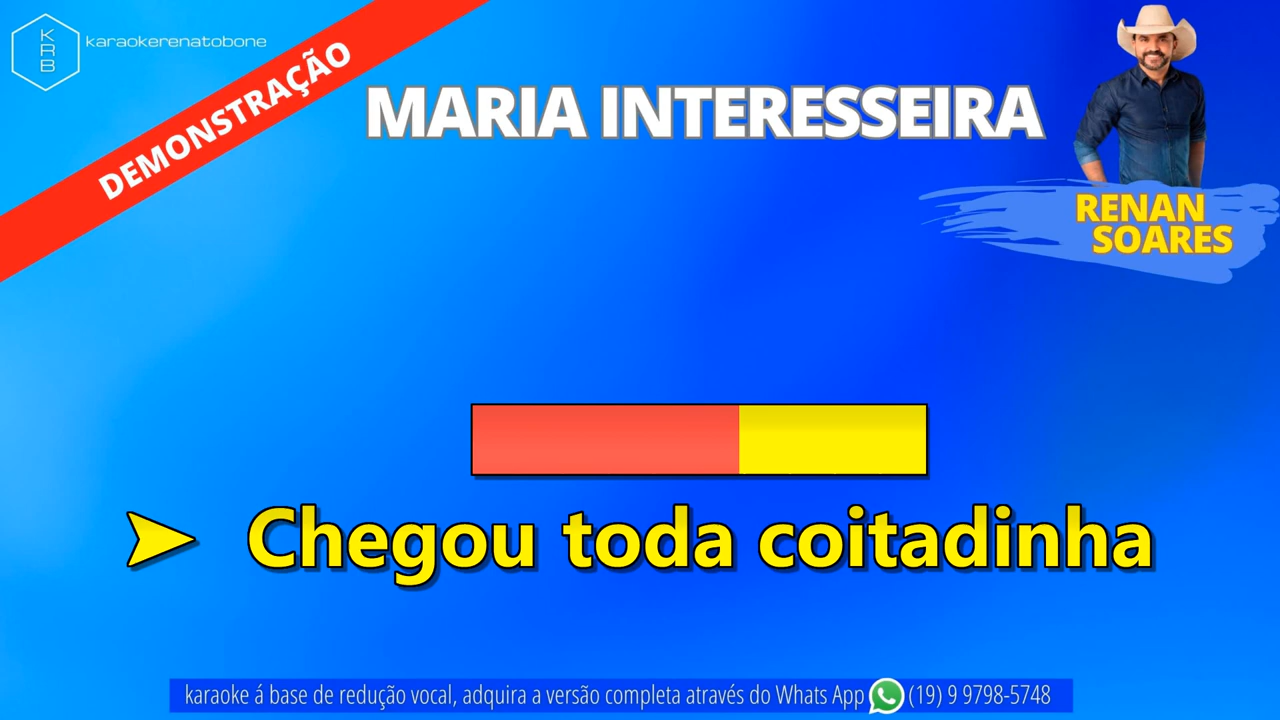 KRB
karaokerenatobone
DEMONSTRAÇÃO
MARIA INTERESSEIRA
RENAN
SOARES
➤ Chegou toda coitadinha
karaoke á base de redução vocal, adquira a versão completa através do Whats App (19) 9 9798-5748